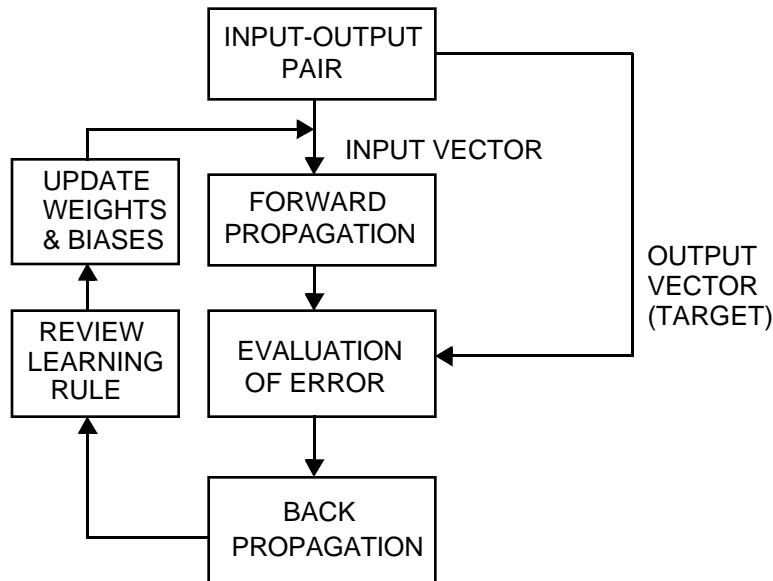 INPUT-OUTPUT
PAIR
INPUT VECTOR
UPDATE
WEIGHTS
& BIASES
FORWARD
PROPAGATION
OUTPUT
VECTOR
(TARGET)
REVIEW
LEARNING
RULE
EVALUATION
OF ERROR
BACK
PROPAGATION